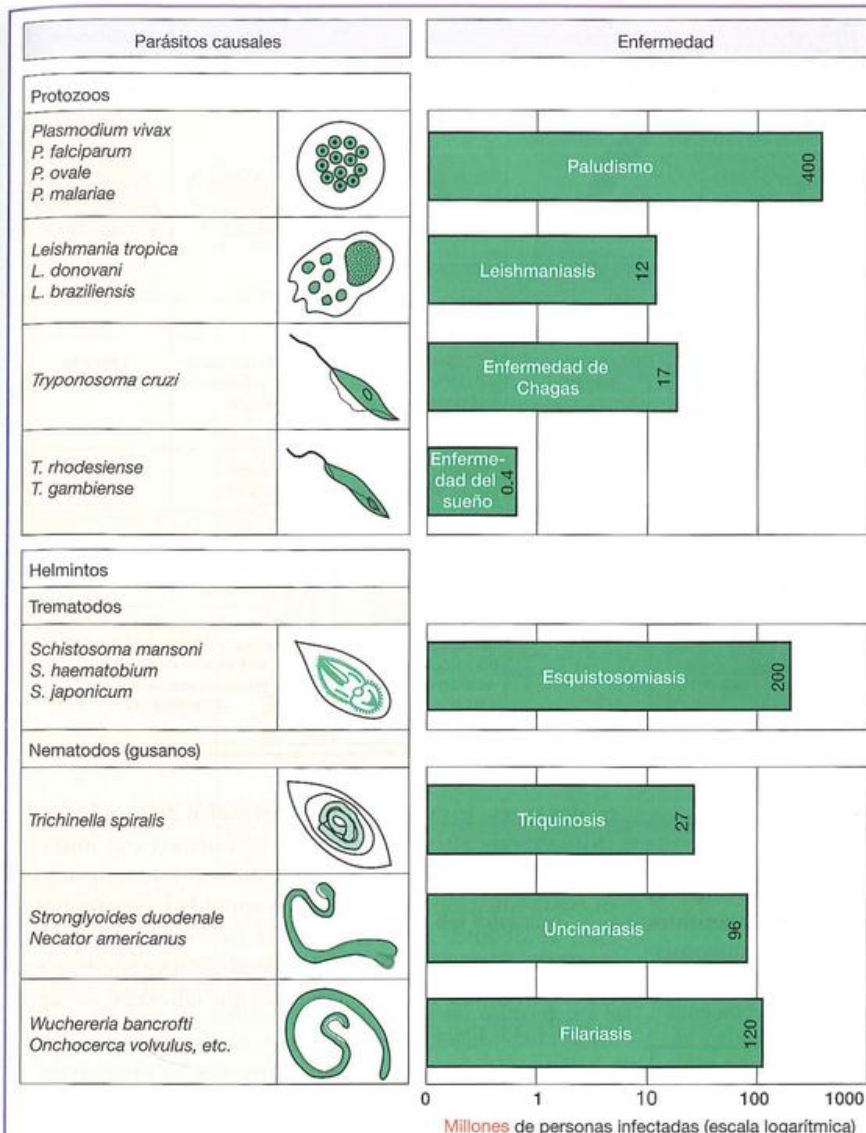 Parásitos causales
Enfermedad
Protozoos
Plasmodium vivax
P. falciparum
P. ovale
P. malariae
Paludismo
400
Leishmania tropica
L. donovani
L. braziliensis
Leishmaniasis
12
Tryponosoma cruzi
Enfermedad de
Chagas
17
T. rhodesiense
T. gambiense
Enferme-
dad del
sueño
0.4
Helmintos
Trematodos
Schistosoma mansoni
S. haematobium
S. japonicum
Esquistosomiasis
200
Nematodos (gusanos)
Trichinella spiralis
Triquinosis
27
Stronglyoides duodenale
Necator americanus
Uncinariasis
96
Wuchereria bancrofti
Onchocerca volvulus, etc.
Filariasis
120
0 1 10 100 1000
Millones de personas infectadas (escala logarítmica)